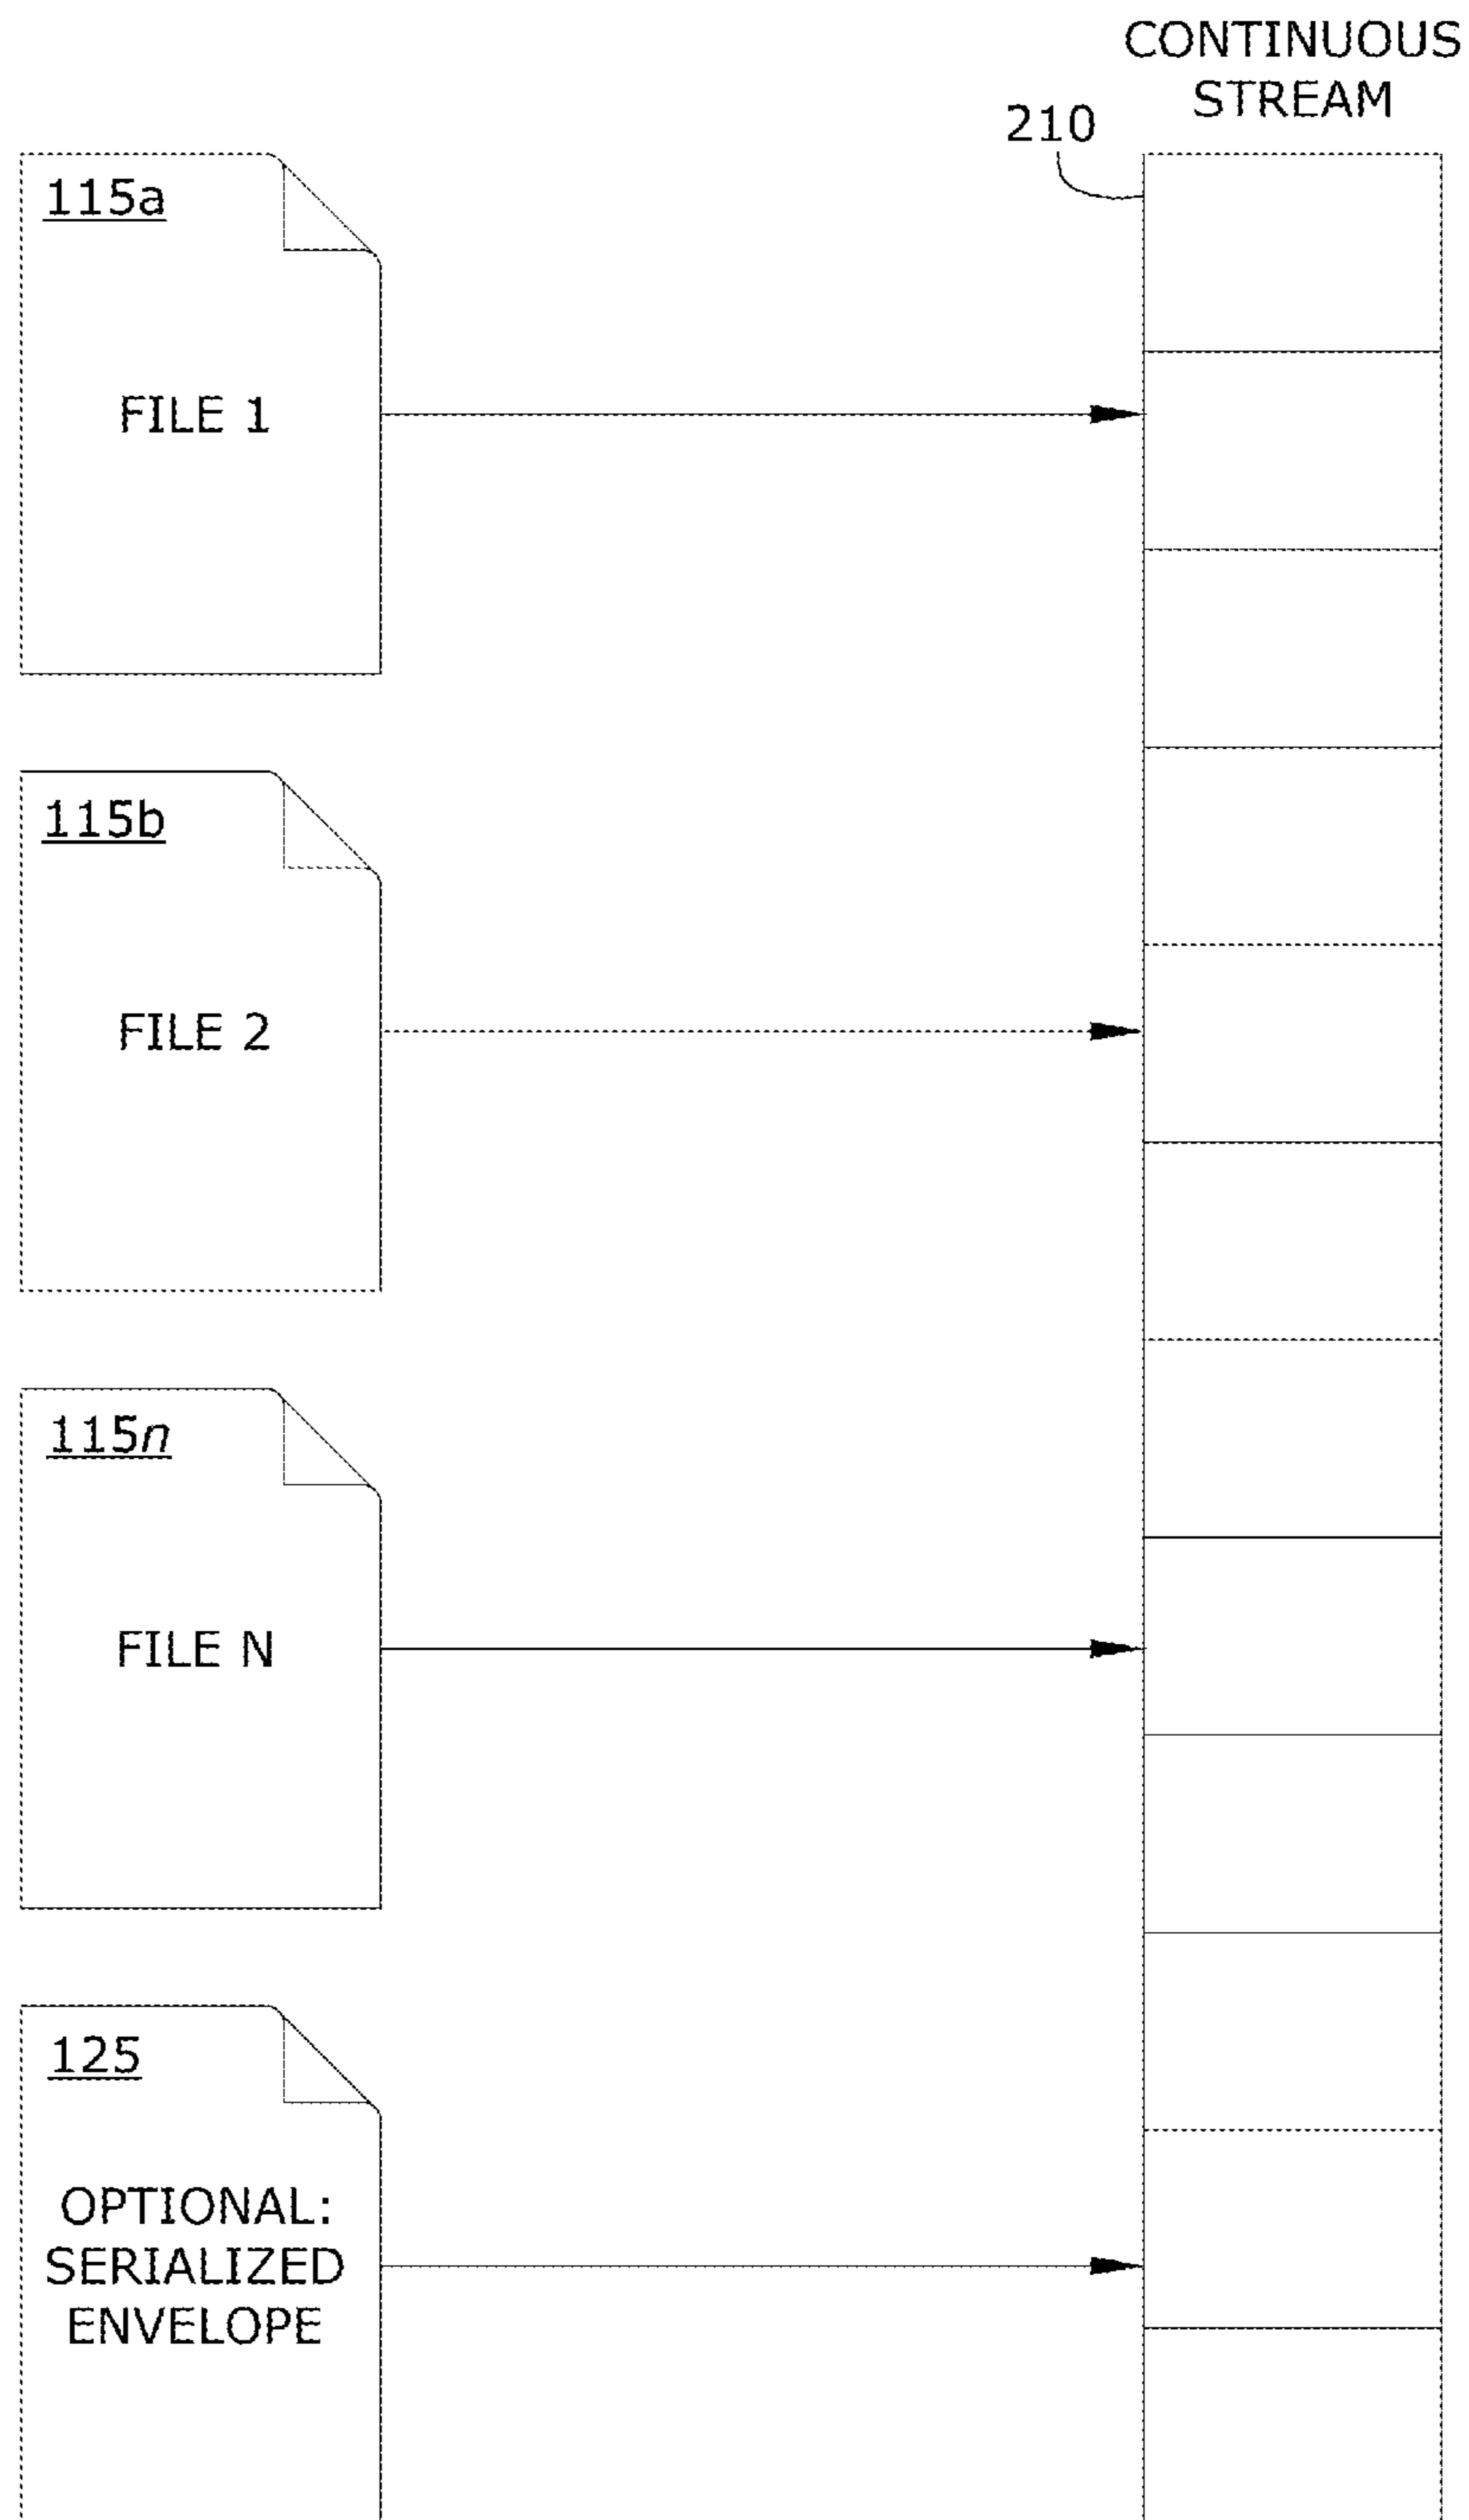 CONTINUOUS
STREAM
210
115a
FILE 1
115b
FILE 2
115n
FILE N
125
OPTIONAL:
SERIALIZED
ENVELOPE